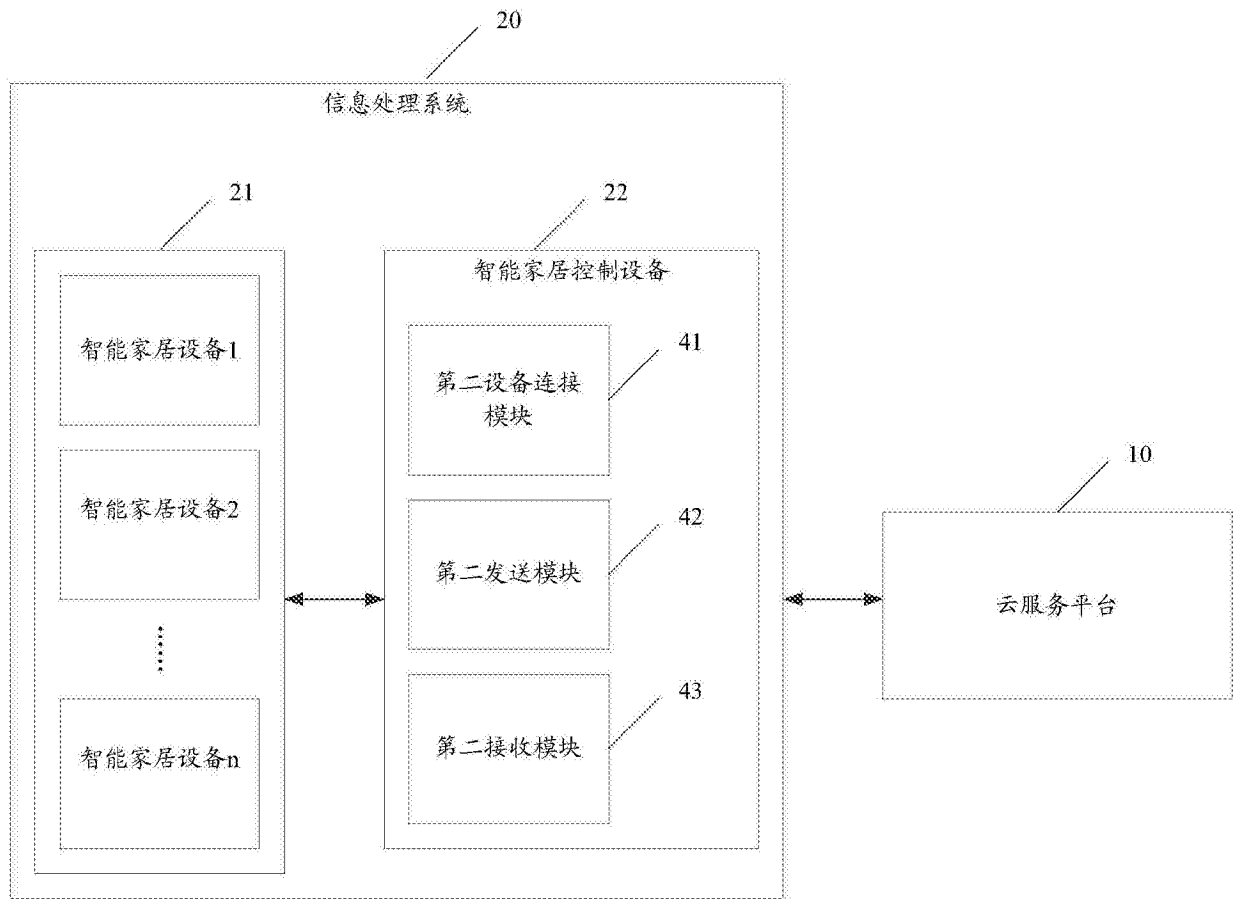 20
信息处理系统
21
22
智能家居控制设备
智能家居设备1
41
第二设备连接
模块
智能家居设备2
42
第二发送模块
10
云服务平台
43
智能家居设备n
第二接收模块